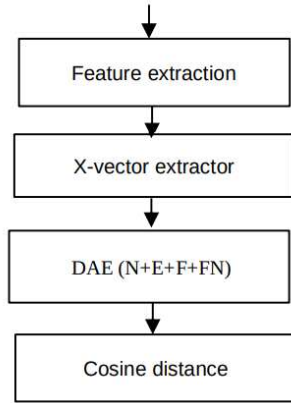 Feature extraction
X-vector extractor
DAE (N+E+F+FN)
Cosine distance